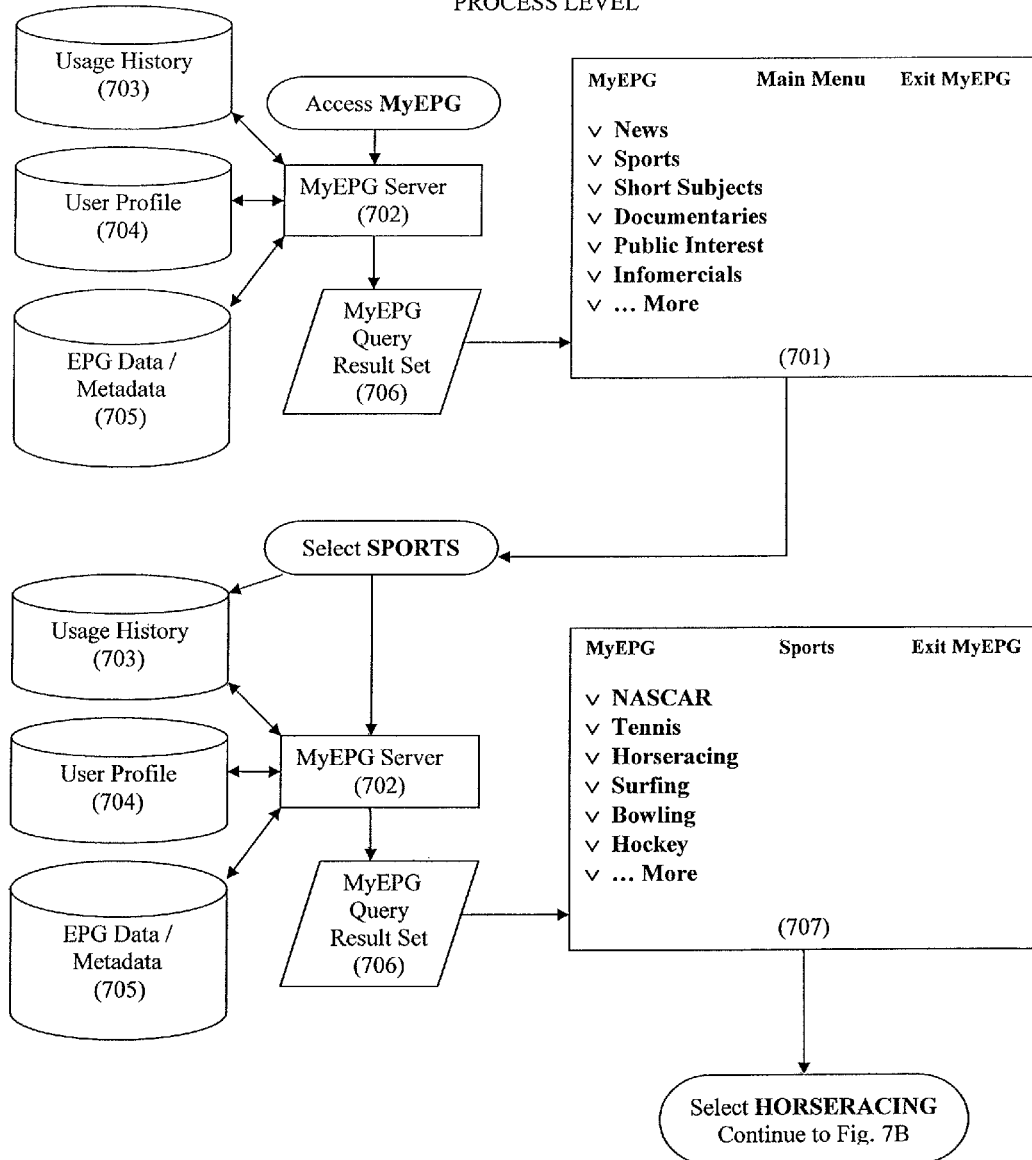 PROCESS LEVEL
Usage History
(703)
Access MyEPG
User Profile
(704)
MyEPG Server
(702)
EPG Data /
Metadata
(705)
MyEPG
Query
Result Set
(706)
MyEPG Main Menu Exit MyEPG
v News
v Sports
v Short Subjects
v Documentaries
v Public Interest
v Infomercials
v ... More
(701)
Select SPORTS
Usage History
(703)
User Profile
(704)
MyEPG Server
(702)
EPG Data /
Metadata
(705)
MyEPG
Query
Result Set
(706)
MyEPG Sports Exit MyEPG
v NASCAR
v Tennis
v Horseracing
v Surfing
v Bowling
v Hockey
v ... More
(707)
Select HORSERACING
Continue to Fig. 7B